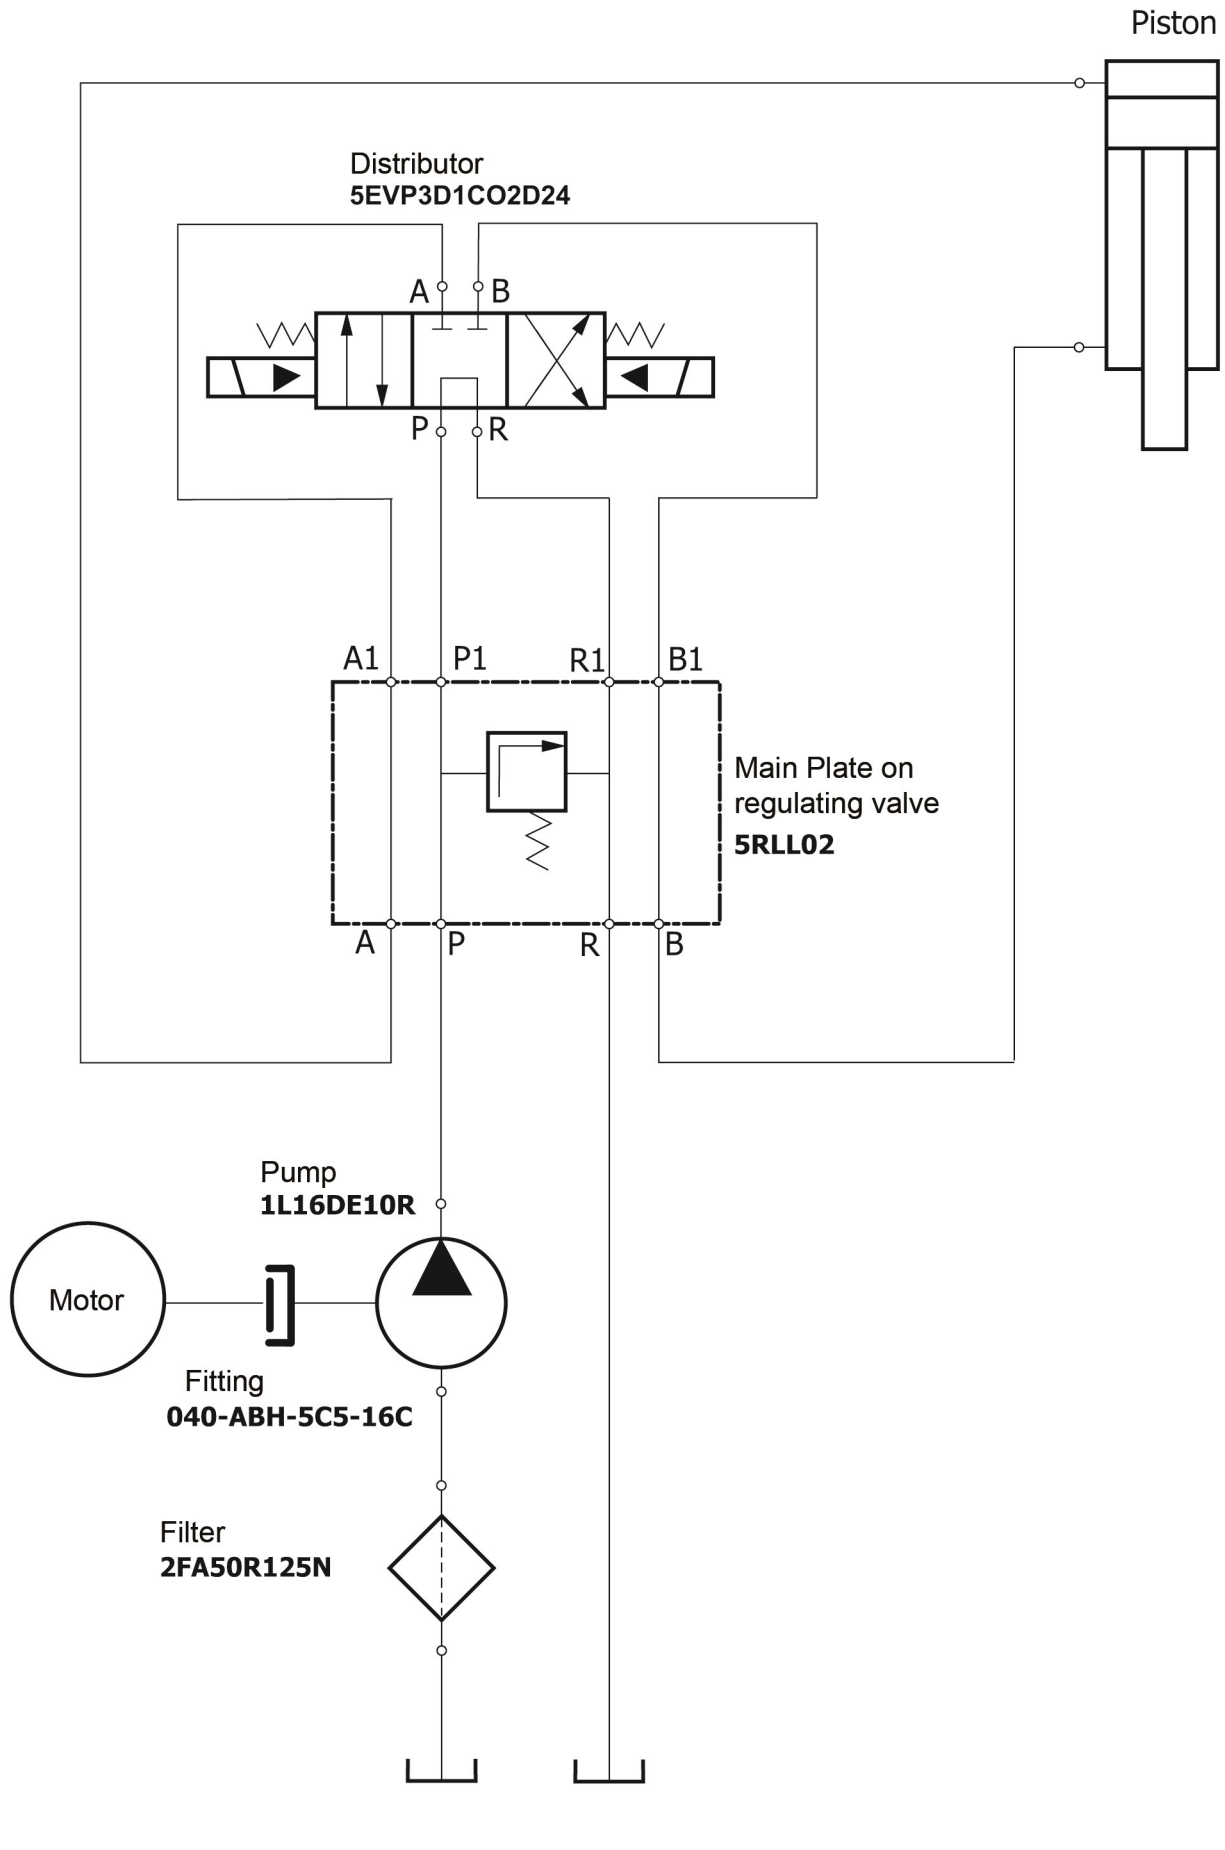 Piston
Distributor
5EVP3D1CO2D24
A
B
P
R
A1
P1
R1
B1
Main Plate on
regulating valve
5RLL02
A
P
R
B
Pump
1L16DE10R
Motor
Fitting
040-ABH-5C5-16C
Filter
2FA50R125N